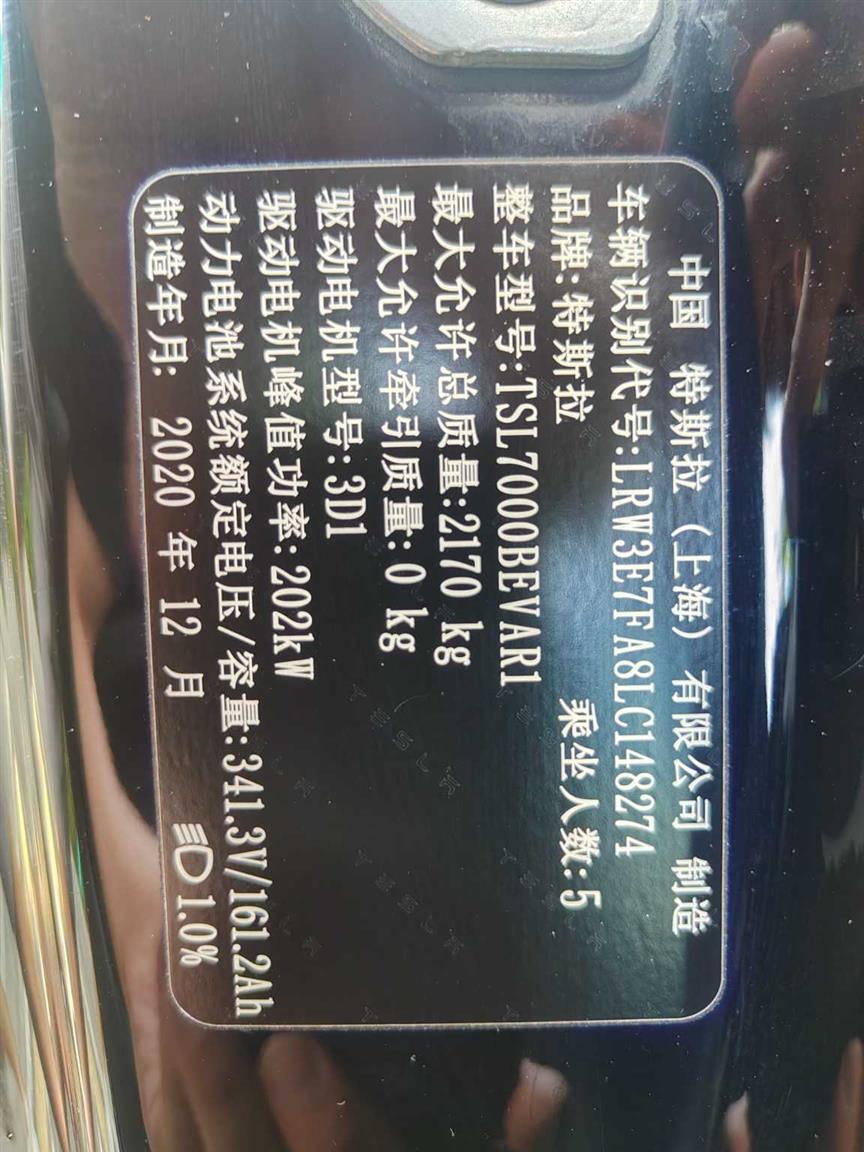 中国 特斯拉（上海）有限公司 制造
车辆识别代号:LRW3E7FA8LC148274
品牌:特斯拉 乘坐人数:5
整车型号:TSL7000BEVAR1
最大允许总质量:2170 kg
最大允许牵引质量:0 kg
驱动电机型号:3D1
驱动电机峰值功率:202kW
动力电池系统额定电压/容量:341.3V/161.2Ah
制造年月: 2020 年 12 月 1.0%
TESLA